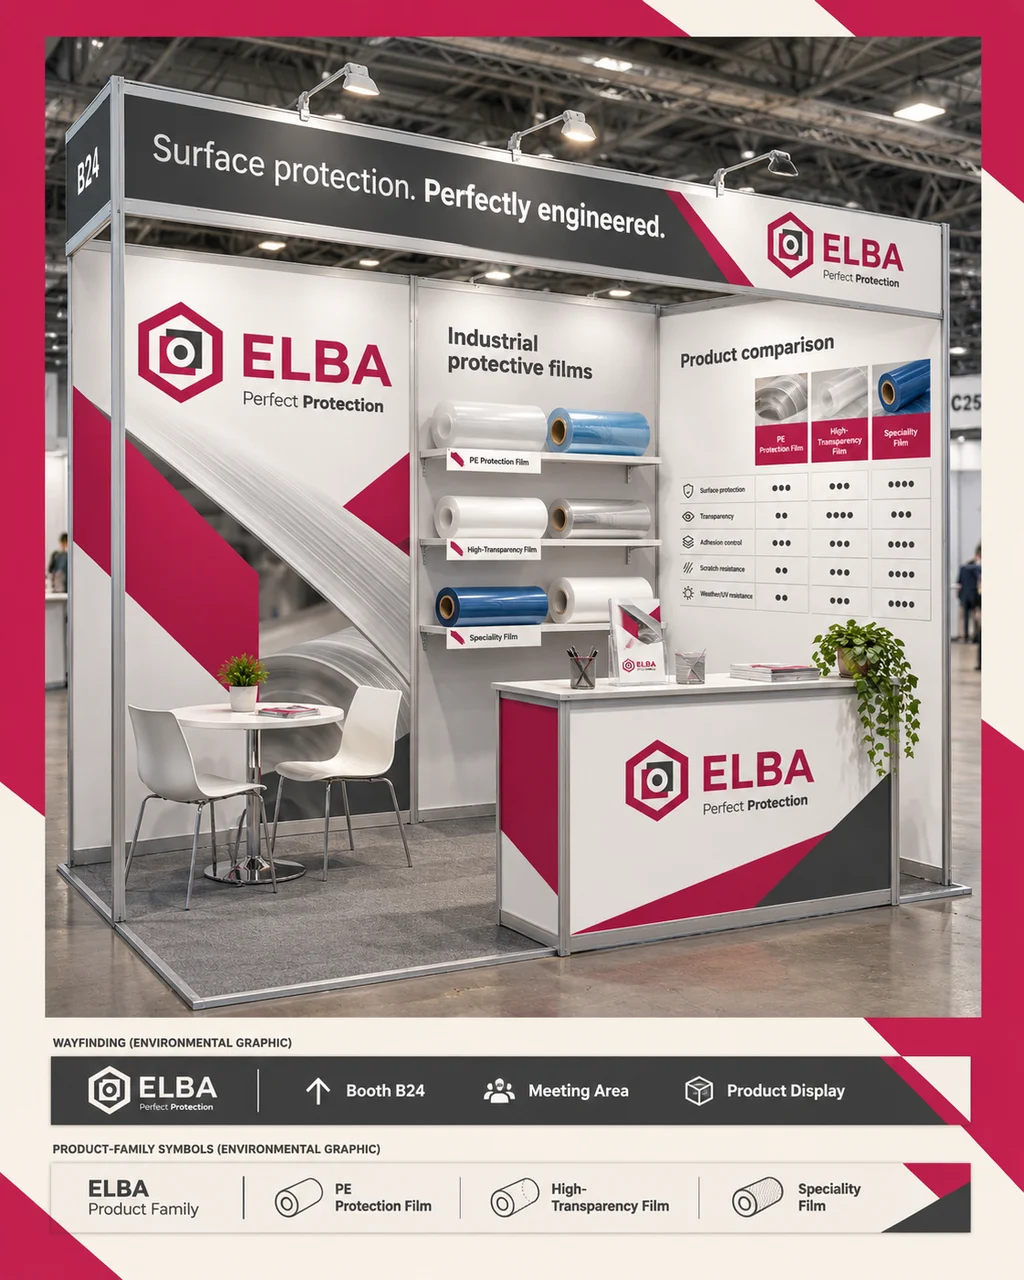 B24
Surface protection. Perfectly engineered.
ELBA
Perfect Protection
ELBA
Perfect Protection
Industrial
protective films
PE Protection Film
High-Transparency Film
Speciality Film
Product comparison
PE
Protection Film
High-
Transparency
Film
Speciality
Film
Surface protection
Transparency
Adhesion control
Scratch resistance
Weather/UV resistance
C25
ELBA
ELBA
Perfect Protection
WAYFINDING (ENVIRONMENTAL GRAPHIC)
ELBA
Perfect Protection
Booth B24
Meeting Area
Product Display
PRODUCT-FAMILY SYMBOLS (ENVIRONMENTAL GRAPHIC)
ELBA
Product Family
PE
Protection Film
High-
Transparency Film
Speciality
Film